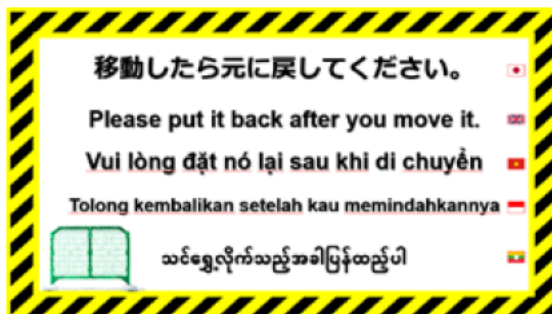 移動したら元に戻してください。
Please put it back after you move it.
Vui lòng đặt nó lại sau khi di chuyển
Tolong kembalikan setelah kau memindahkannya
သင်ရွှေ့လိုက်သည့်အခါပြန်ထည့်ပါ